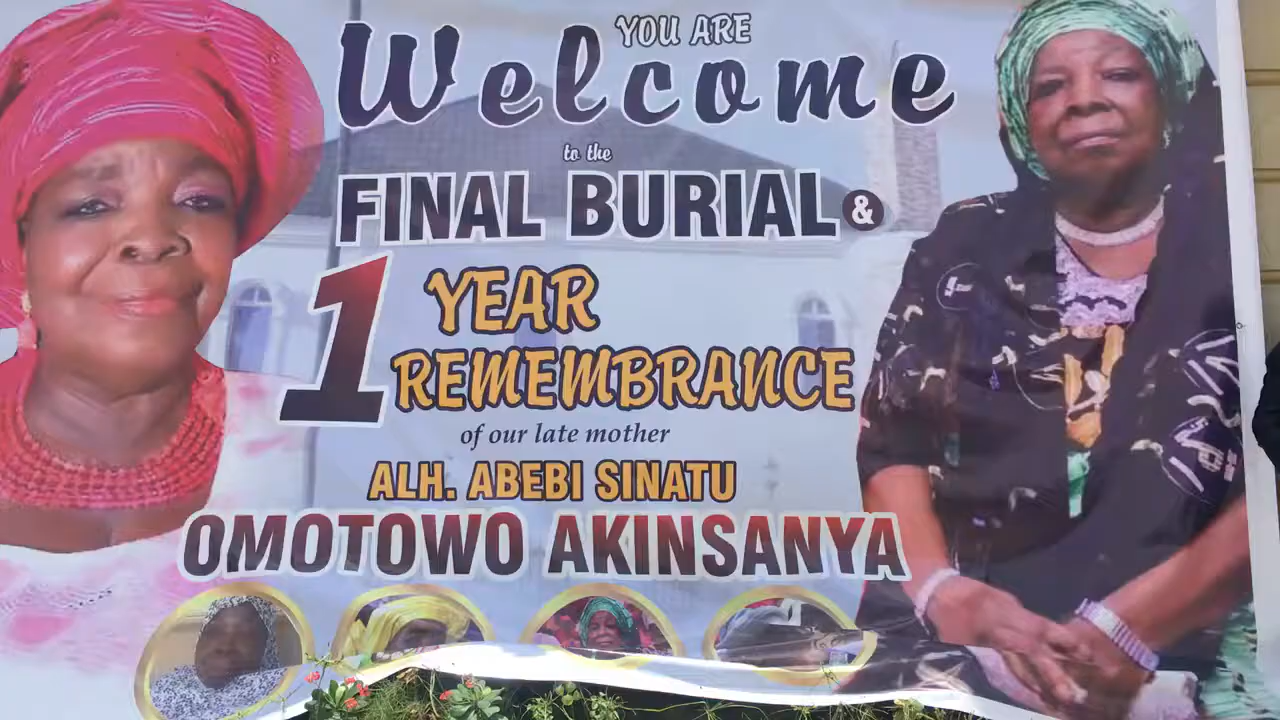 YOU ARE
Welcome
to the
FINAL BURIAL &
1 YEAR
REMEMBRANCE
of our late mother
ALH. ABEBI SINATU
OMOTOWO AKINSANYA